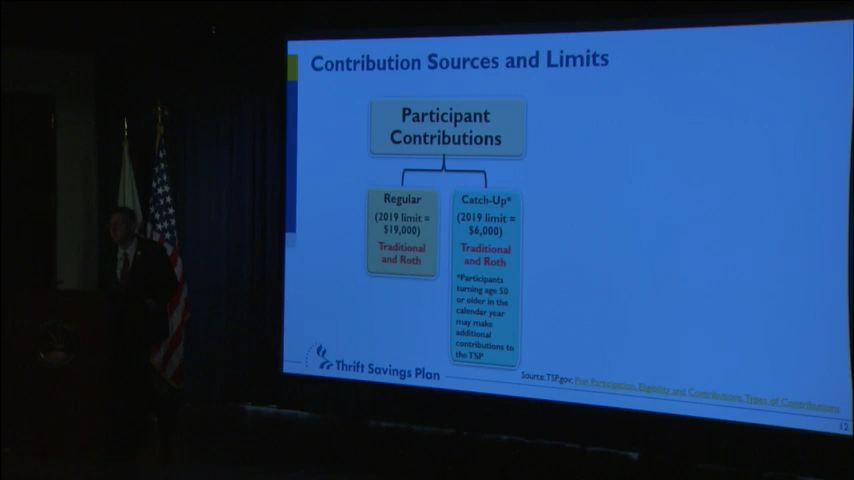 Contribution Sources and Limits
Participant
Contributions
Regular
(2019 limit =
$19,000)
Traditional
and Roth
Catch-Up*
(2019 limit =
$6,000)
Traditional
and Roth
*Participants
turning age 50
or older in the
calender year
may make
additional
contributions to
the TSP
Thrift Savings Plan
Source: TSP.gov, Plan Participation, Eligibility and Contributions, Types of Contributions
12